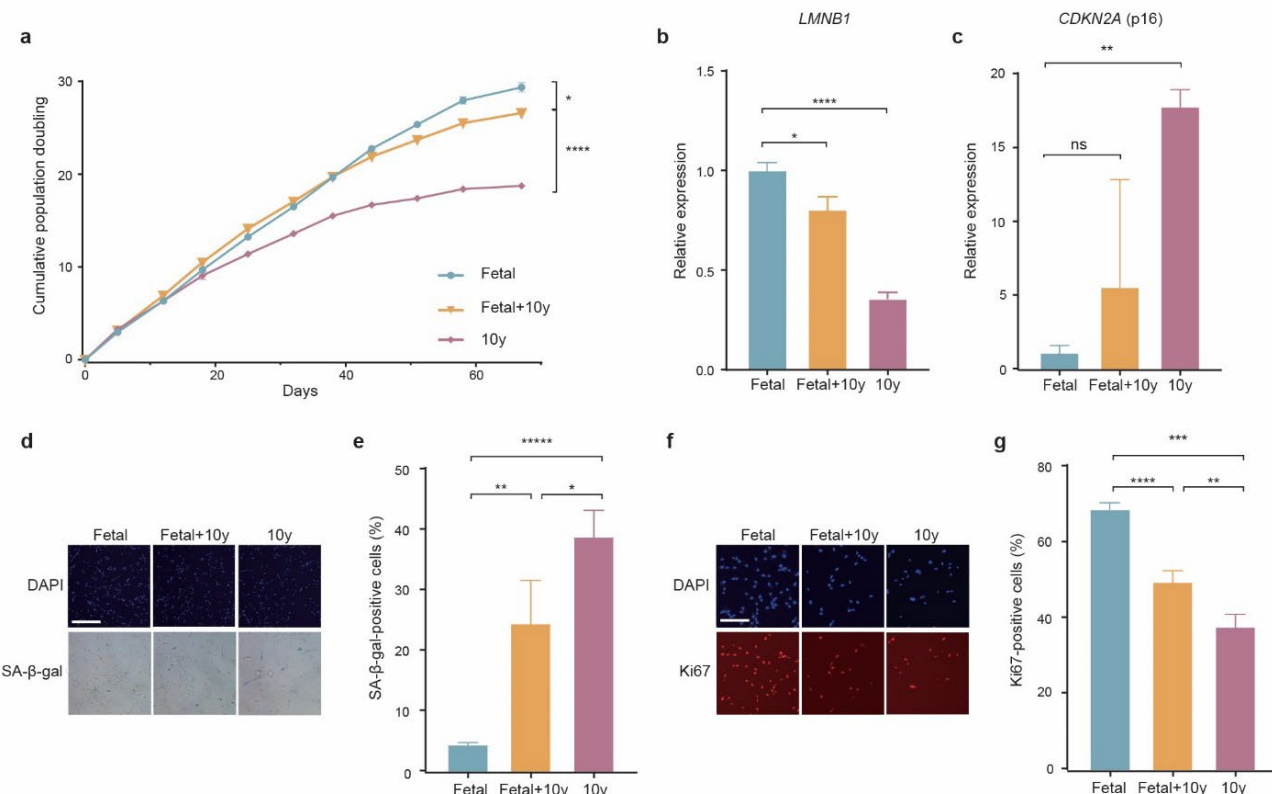 a
Cumulative population doubling
30
20
10
0
0
20
40
60
Days
Fetal
Fetal+10y
10y
*
****
b
LMNB1
Relative expression
1.5
1.0
0.5
0.0
****
*
Fetal
Fetal+10y
10y
c
CDKN2A (p16)
Relative expression
20
15
10
5
0
**
ns
Fetal
Fetal+10y
10y
d
Fetal
Fetal+10y
10y
DAPI
SA-β-gal
e
SA-β-gal-positive cells (%)
50
40
30
20
10
0
*****
**
*
Fetal
Fetal+10y
10y
f
Fetal
Fetal+10y
10y
DAPI
Ki67
g
Ki67-positive cells (%)
80
60
40
20
0
***
****
**
Fetal
Fetal+10y
10y